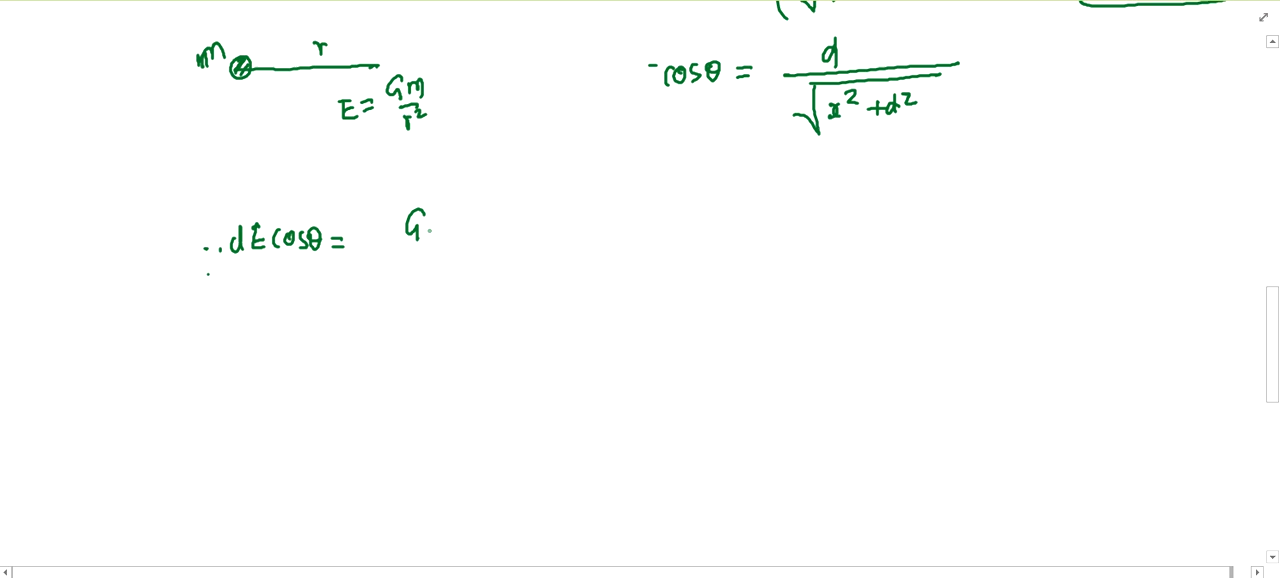 m r
E = Gm/r²
cosθ = d/√(x²+d²)
∴ dE cosθ = G